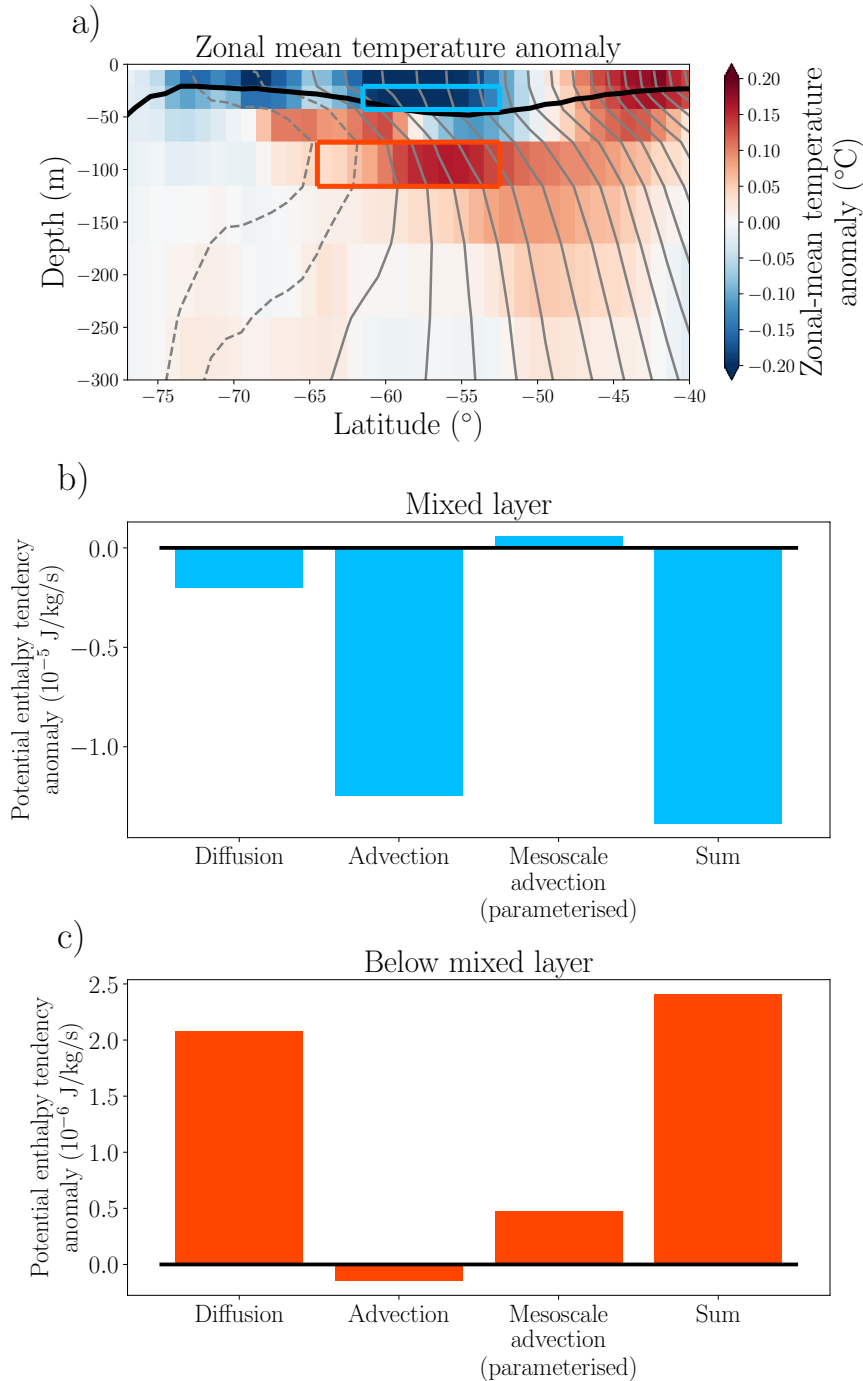 a)
Zonal mean temperature anomaly
0
−50
−100
−150
−200
−250
−300
Depth (m)
−75
−70
−65
−60
−55
−50
−45
−40
Latitude (°)
0.20
0.15
0.10
0.05
0.00
−0.05
−0.10
−0.15
−0.20
Zonal-mean temperature
anomaly (°C)
b)
Mixed layer
0.0
−0.5
−1.0
Potential enthalpy tendency
anomaly (10⁻⁵ J/kg/s)
Diffusion
Advection
Mesoscale
advection
(parameterised)
Sum
c)
Below mixed layer
2.5
2.0
1.5
1.0
0.5
0.0
Potential enthalpy tendency
anomaly (10⁻⁶ J/kg/s)
Diffusion
Advection
Mesoscale
advection
(parameterised)
Sum